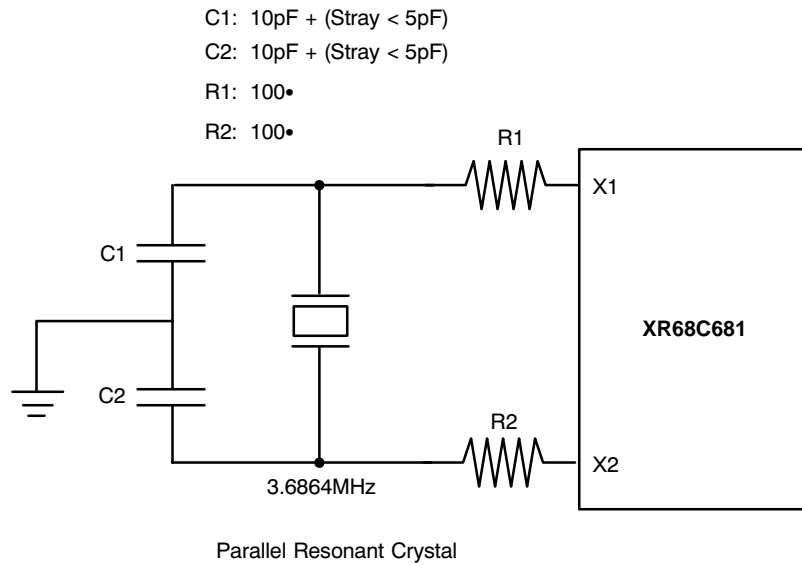 C1: 10pF + (Stray < 5pF)
C2: 10pF + (Stray < 5pF)
R1: 100•
R2: 100•
R1
X1
C1
XR68C681
C2
R2
X2
3.6864MHz
Parallel Resonant Crystal